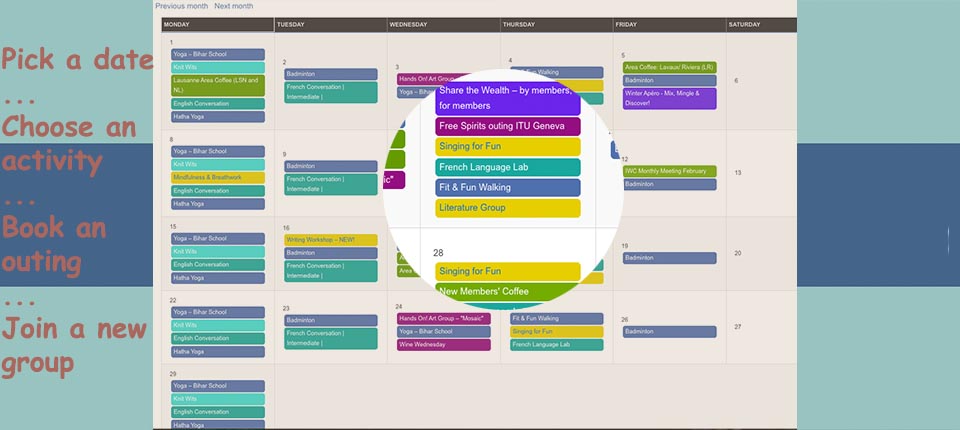 Previous month Next month
MONDAY TUESDAY WEDNESDAY THURSDAY FRIDAY SATURDAY
Pick a date
...
Choose an
activity
...
Book an
outing
...
Join a new
group
1
Yoga – Bihar School
Knit Wits
Lausanne Area Coffee (LSN and
NL)
English Conversation
Hatha Yoga
2
Badminton
French Conversation |
Intermediate |
3
Hands On! Art Group
Yoga – Bihar
4
Fun Walking
5
Area Coffee: Lavaux/ Riviera (LR)
Badminton
Winter Apéro - Mix, Mingle &
Discover!
6
8
Yoga – Bihar School
Knit Wits
Mindfulness & Breathwork
English Conversation
Hatha Yoga
9
Badminton
French Conversation |
Intermediate |
ic"
Share the Wealth – by members,
for members
Free Spirits outing ITU Geneva
Singing for Fun
French Language Lab
Fit & Fun Walking
Literature Group
28
Singing for Fun
New Members' Coffee
12
IWC Monthly Meeting February
Badminton
13
15
Yoga – Bihar School
Knit Wits
English Conversation
Hatha Yoga
16
Writing Workshop – NEW!
Badminton
French Conversation |
Intermediate |
19
Badminton
20
22
Yoga – Bihar School
Knit Wits
English Conversation
Hatha Yoga
23
Badminton
French Conversation |
Intermediate |
24
Hands On! Art Group – "Mosaic"
Yoga – Bihar School
Wine Wednesday
Fit & Fun Walking
Singing for Fun
French Language Lab
26
Badminton
27
29
Yoga – Bihar School
Knit Wits
English Conversation
Hatha Yoga